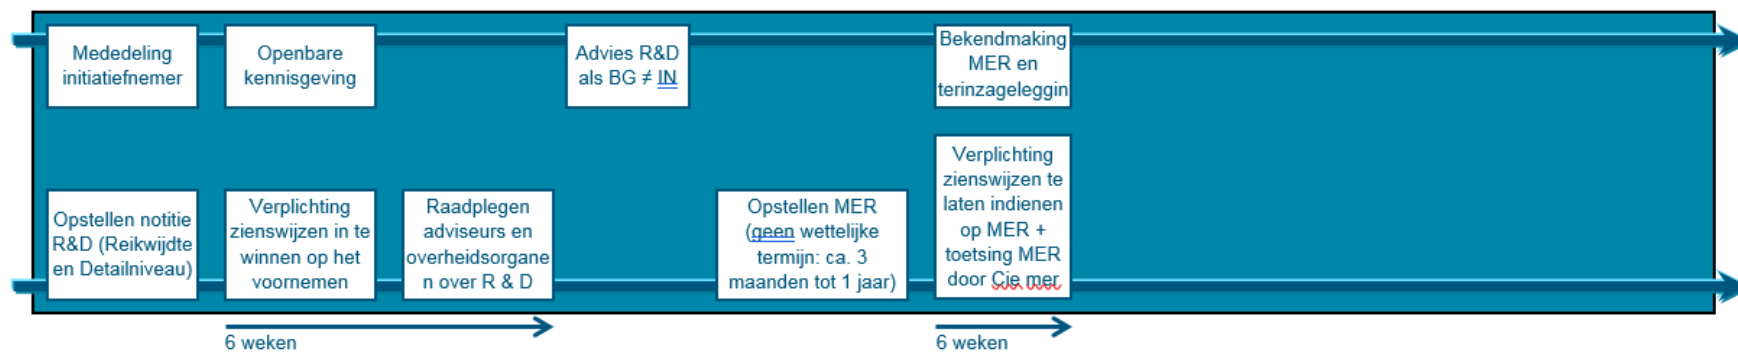 Mededeling
initiatiefnemer
Openbare
kennisgeving
Advies R&D
als BG ≠ IN
Bekendmaking
MER en
terinzageleggin
Opstellen notitie
R&D (Reikwijdte
en Detailniveau)
Verplichting
zienswijzen in te
winnen op het
voornemen
Raadplegen
adviseurs en
overheidsorgane
n over R & D
Opstellen MER
(geen wettelijke
termijn: ca. 3
maanden tot 1 jaar)
Verplichting
zienswijzen te
laten indienen
op MER +
toetsing MER
door Cie mer
6 weken
6 weken